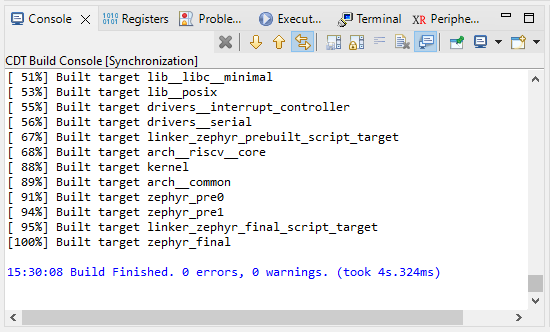 Console Registers Proble... Execut... Terminal Periphe...
CDT Build Console [Synchronization]
[ 51%] Built target lib__libc__minimal
[ 53%] Built target lib__posix
[ 55%] Built target drivers__interrupt_controller
[ 56%] Built target drivers__serial
[ 67%] Built target linker_zephyr_prebuilt_script_target
[ 68%] Built target arch__riscv__core
[ 88%] Built target kernel
[ 89%] Built target arch__common
[ 91%] Built target zephyr_pre0
[ 94%] Built target zephyr_pre1
[ 95%] Built target linker_zephyr_final_script_target
[100%] Built target zephyr_final
15:30:08 Build Finished. 0 errors, 0 warnings. (took 4s.324ms)